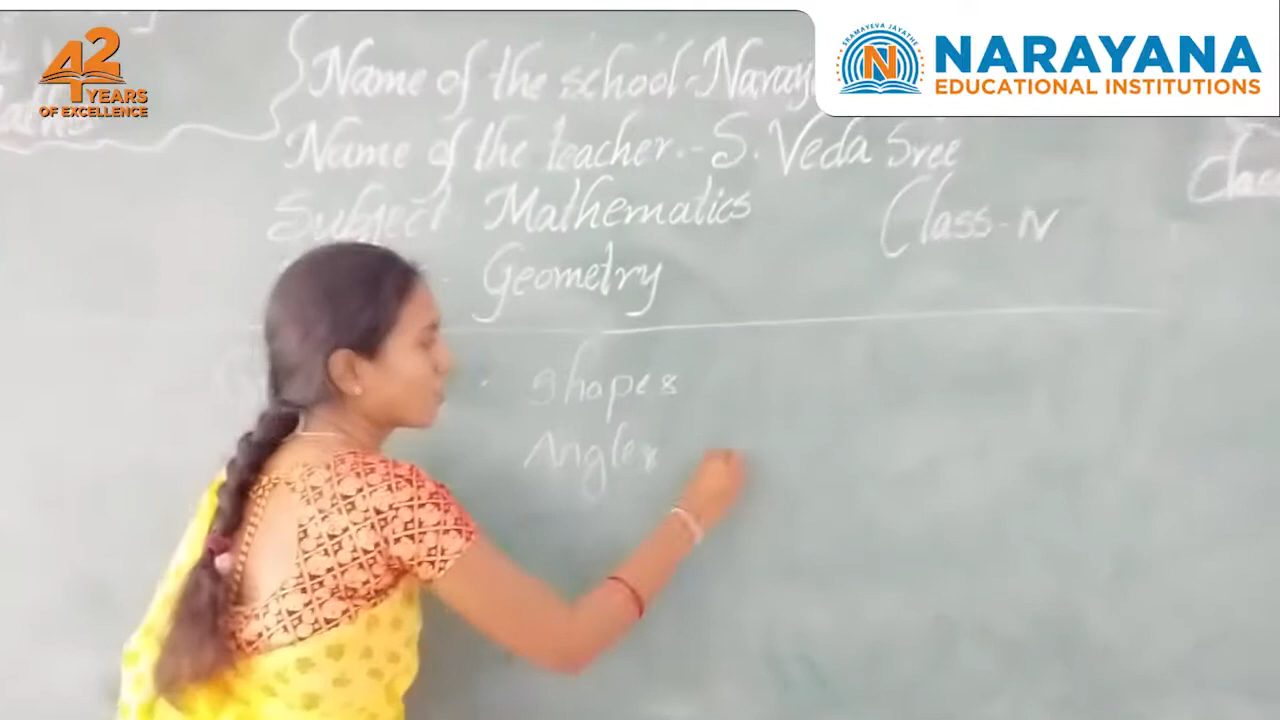 42
YEARS
OF EXCELLENCE
SRAMAYEVA JAYATHE
N
NARAYANA
EDUCATIONAL INSTITUTIONS
Name of the school-Naray
Name of the teacher.- S. Veda Sree
Subject Mathematics Class-IV
- Geometry
shapes
Angles